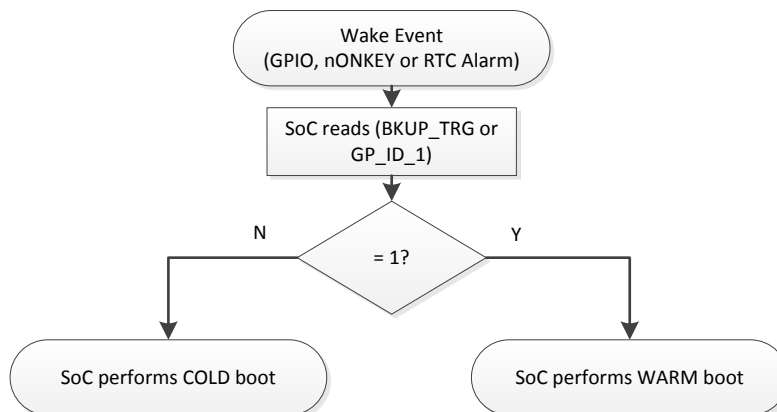 Wake Event
(GPIO, nONKEY or RTC Alarm)
SoC reads (BKUP_TRG or
GP_ID_1)
N
Y
= 1?
SoC performs COLD boot
SoC performs WARM boot